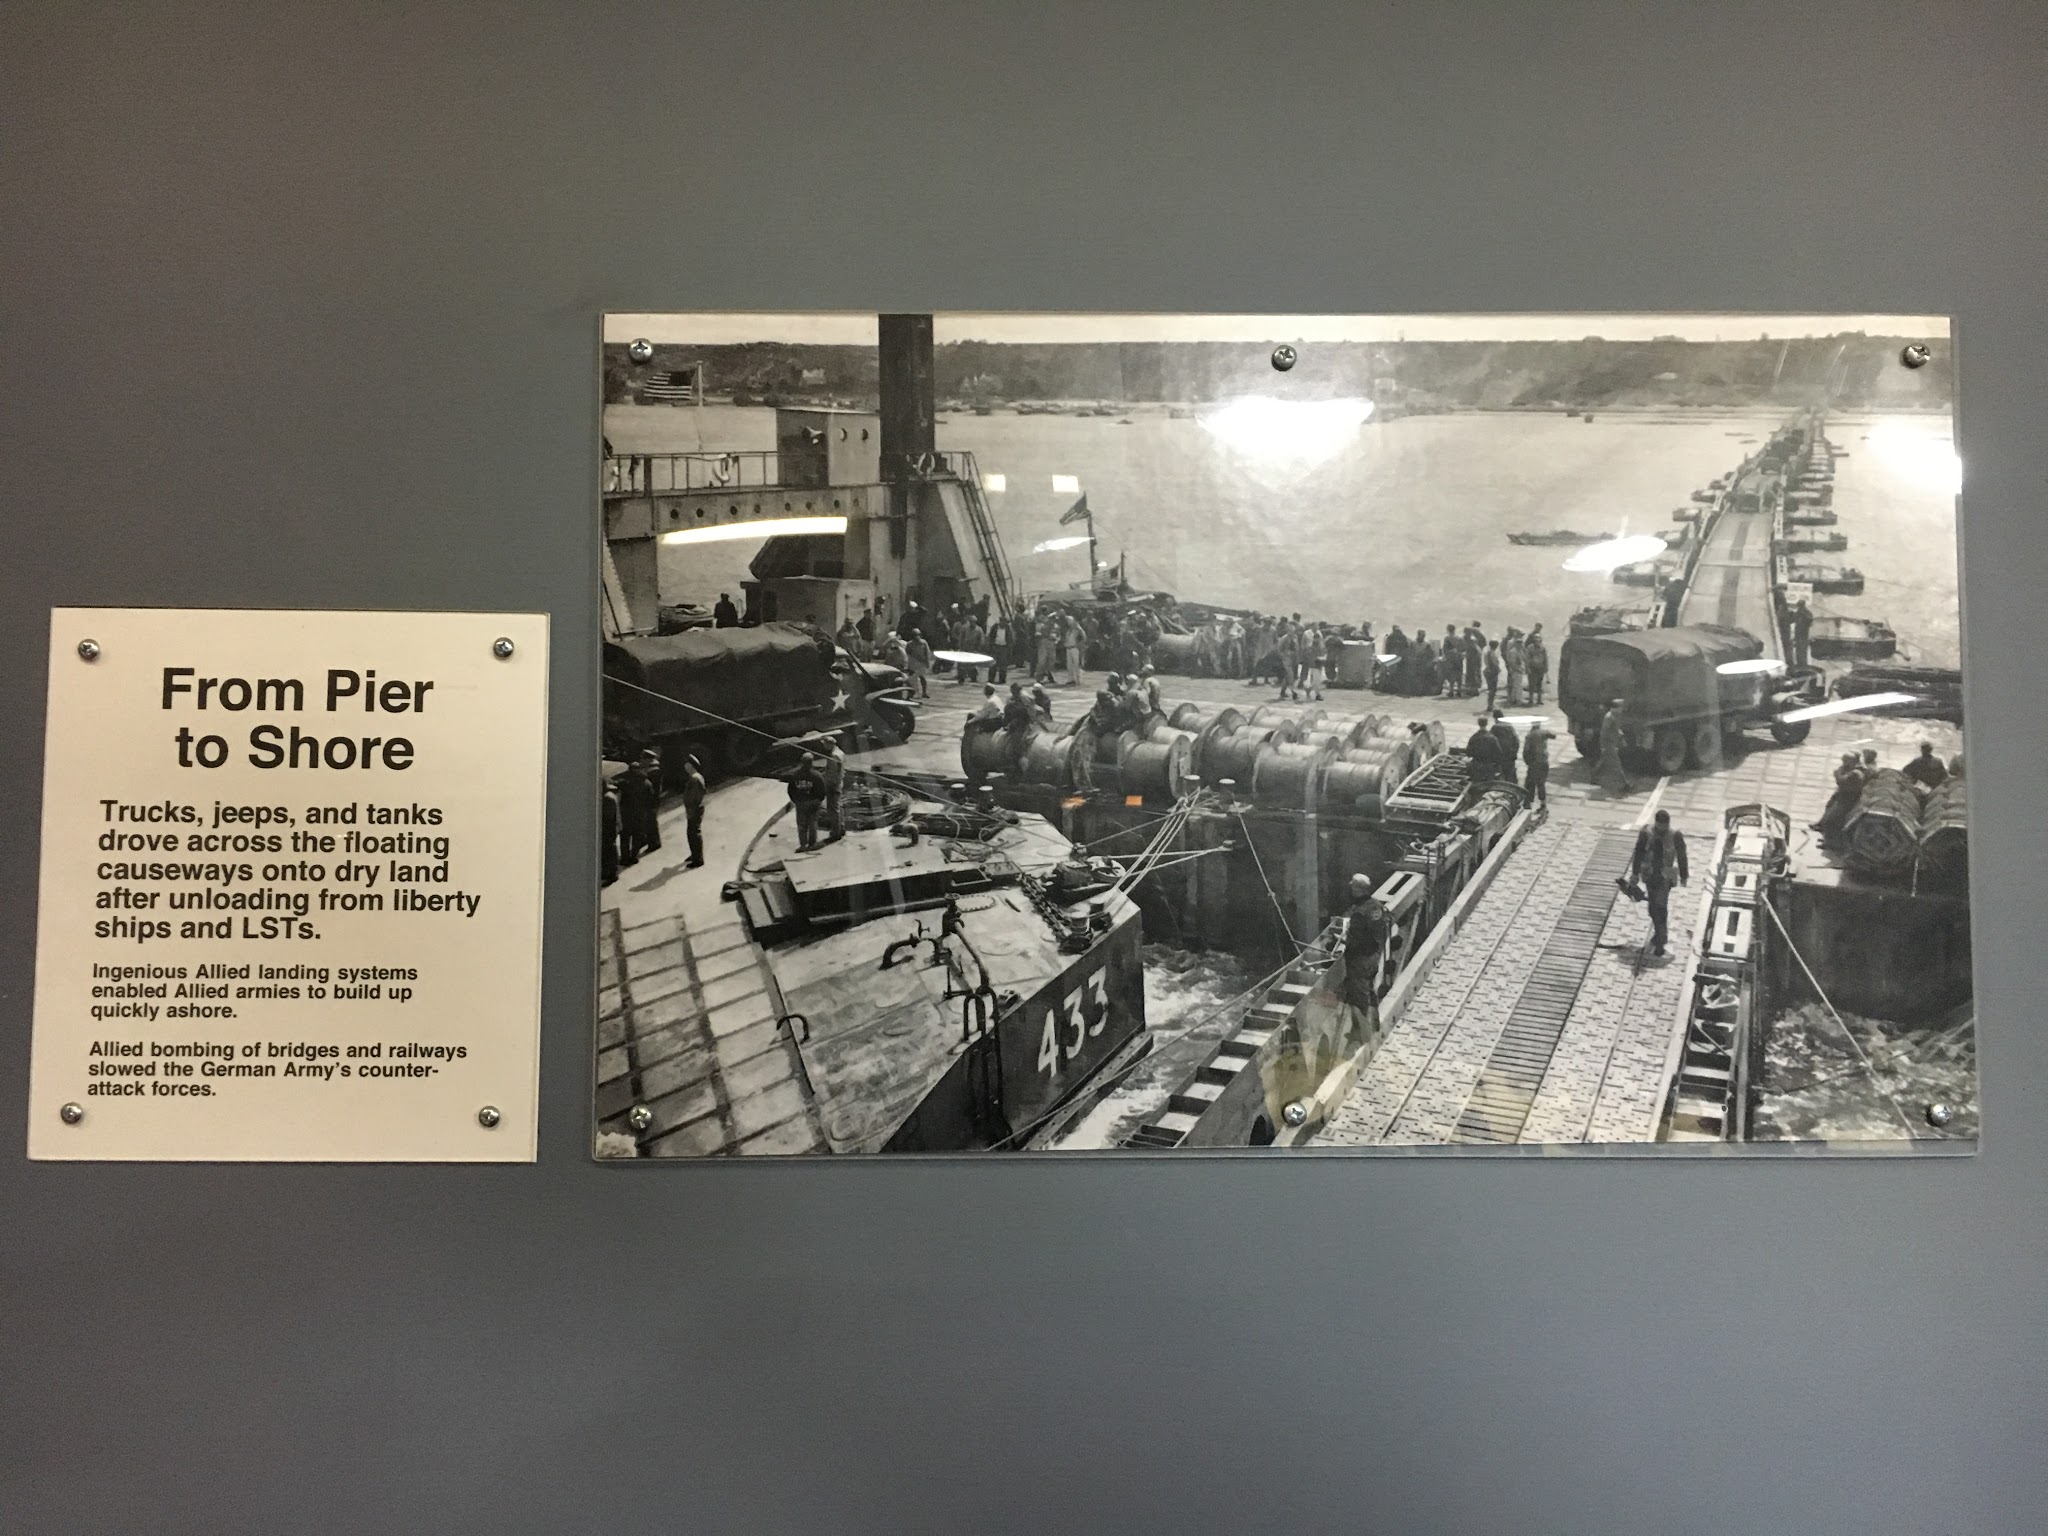 From Pier
to Shore
Trucks, jeeps, and tanks
drove across the floating
causeways onto dry land
after unloading from liberty
ships and LSTs.
Ingenious Allied landing systems
enabled Allied armies to build up
quickly ashore.
Allied bombing of bridges and railways
slowed the German Army's counter-
attack forces.
433